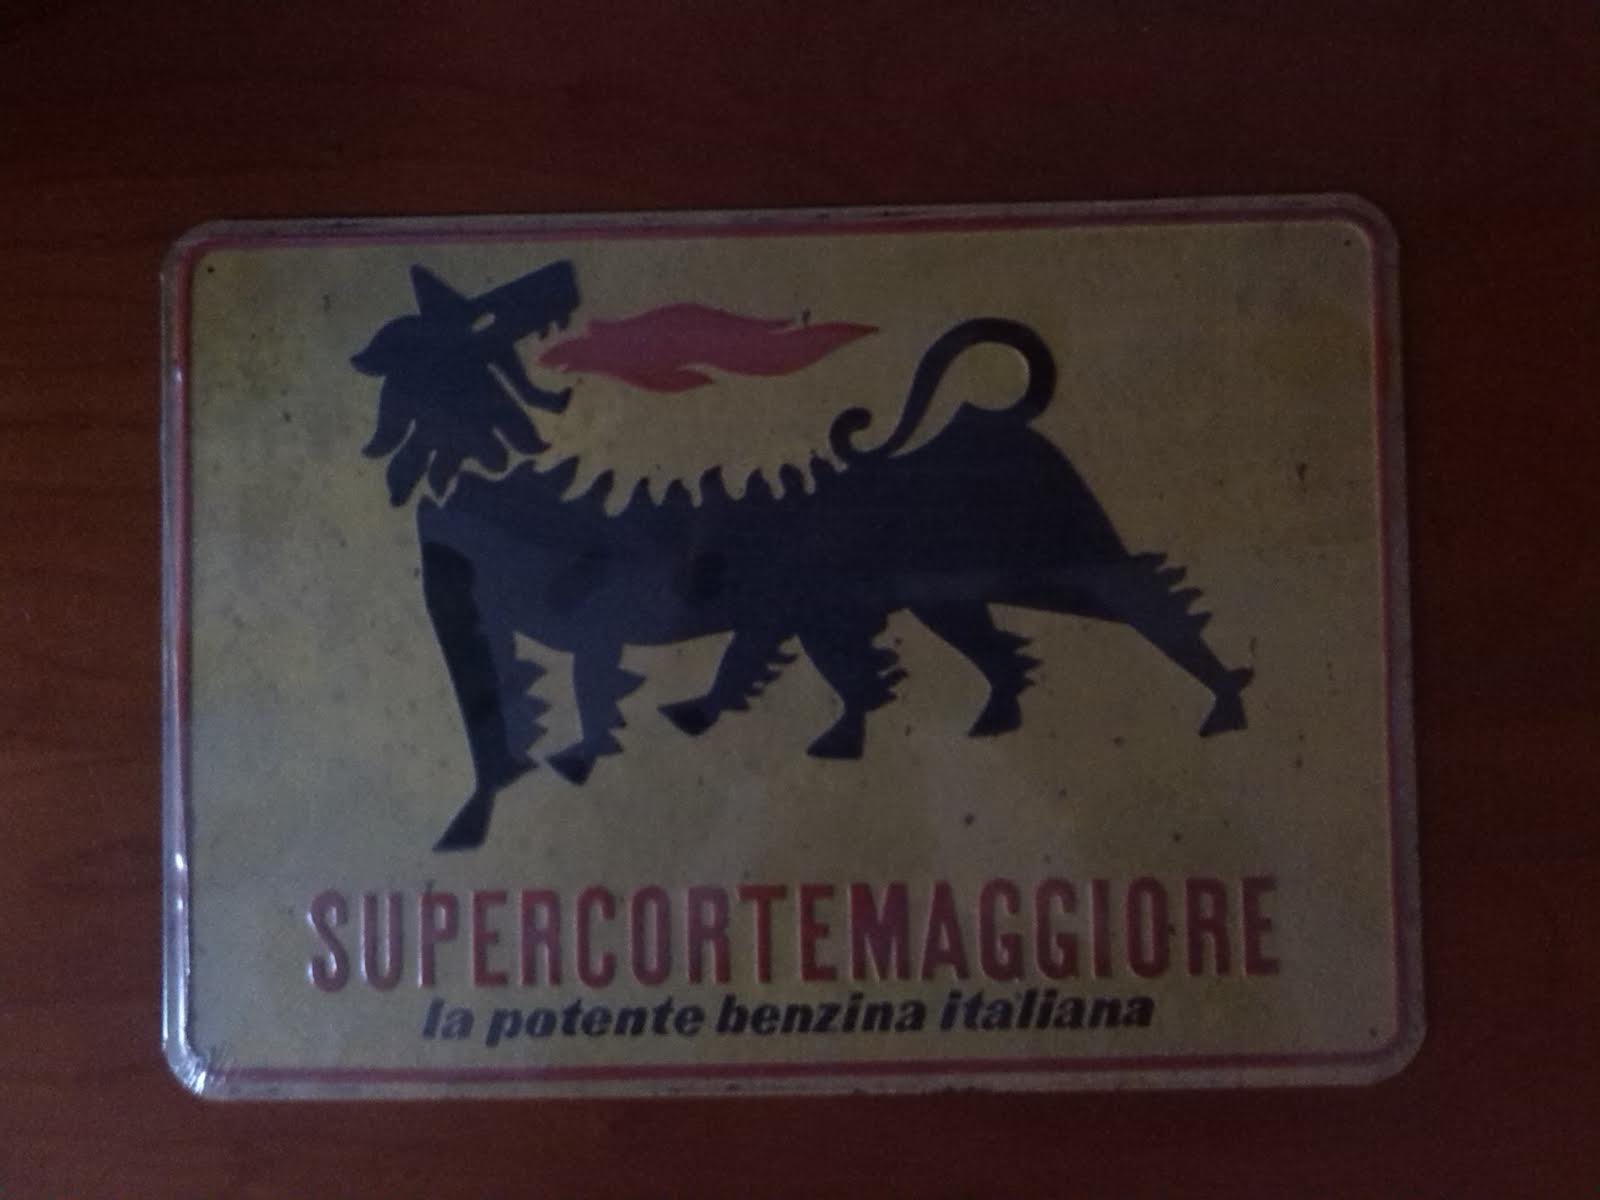 SUPERCORTEMAGGIORE
la potente benzina italiana